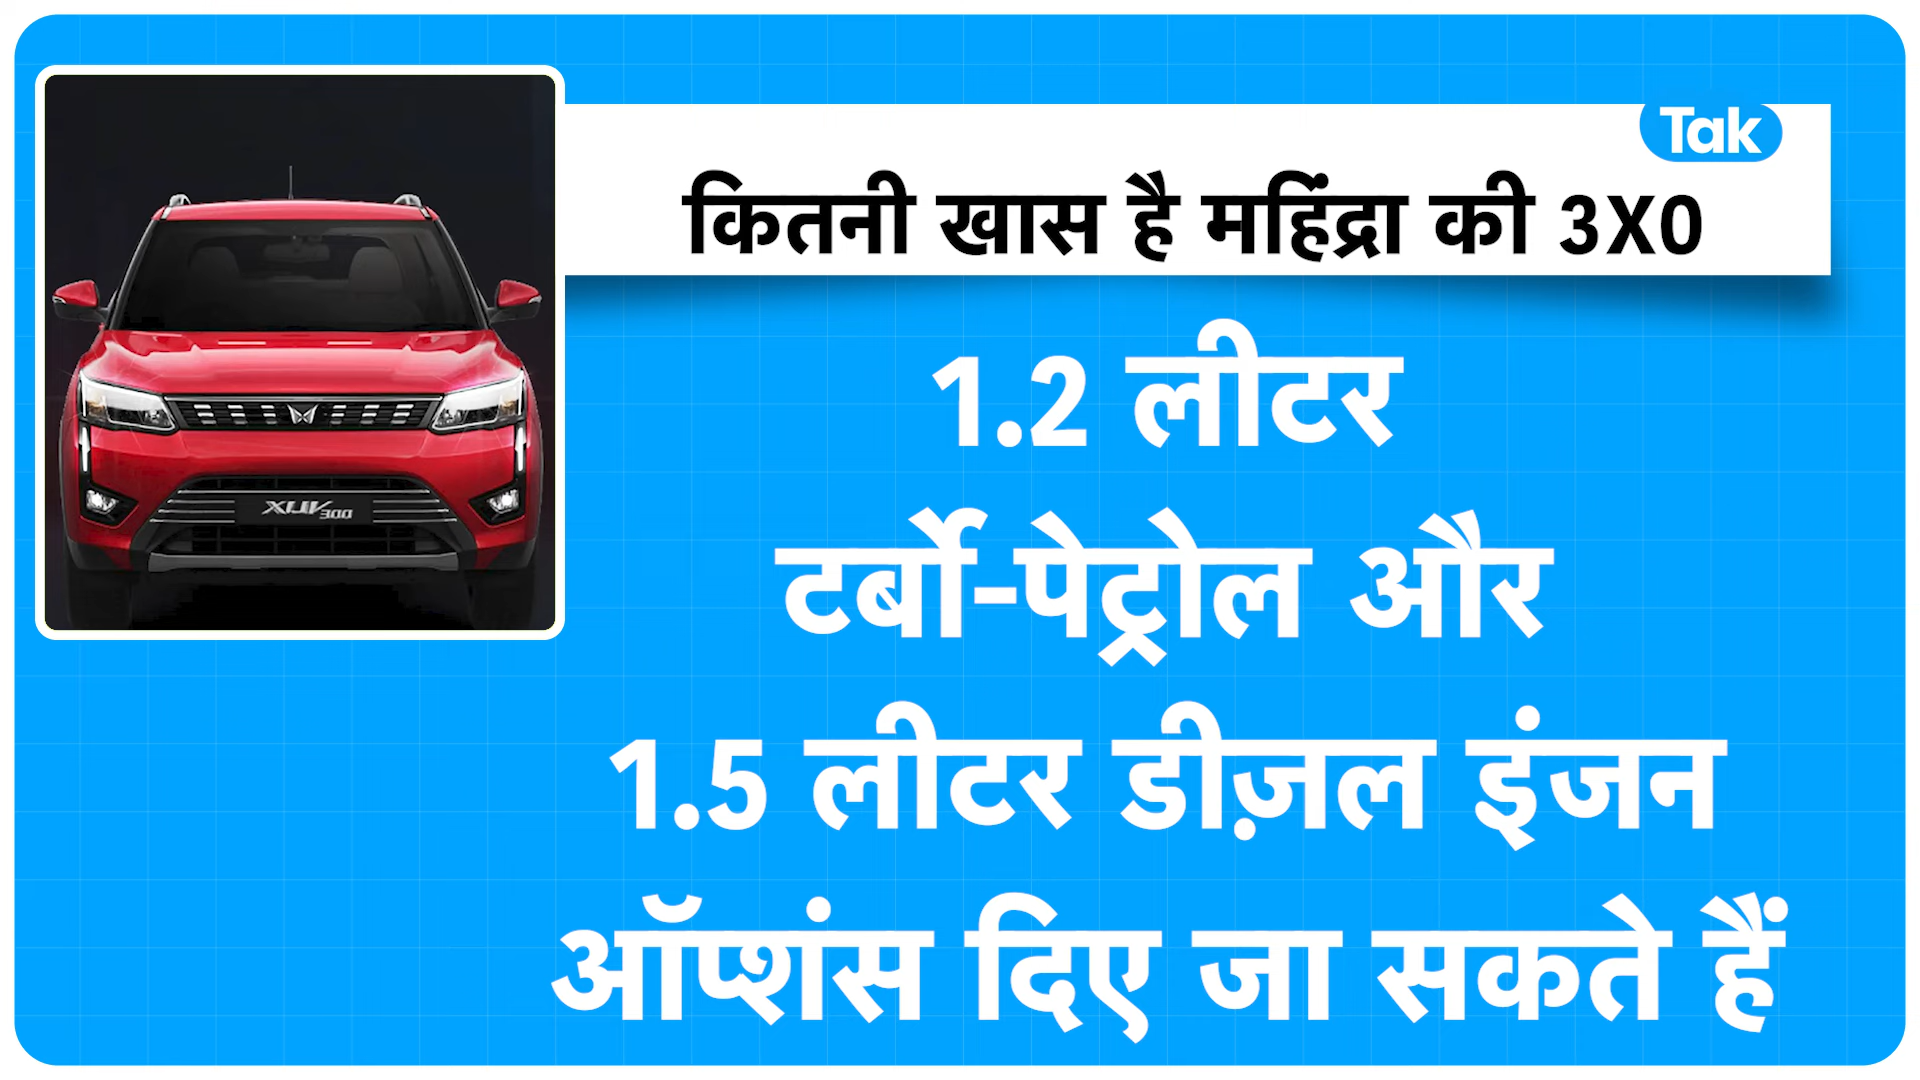 Tak
कितनी खास है महिंद्रा की 3X0
XUV300
1.2 लीटर
टर्बो-पेट्रोल और
1.5 लीटर डीज़ल इंजन
ऑप्शंस दिए जा सकते हैं